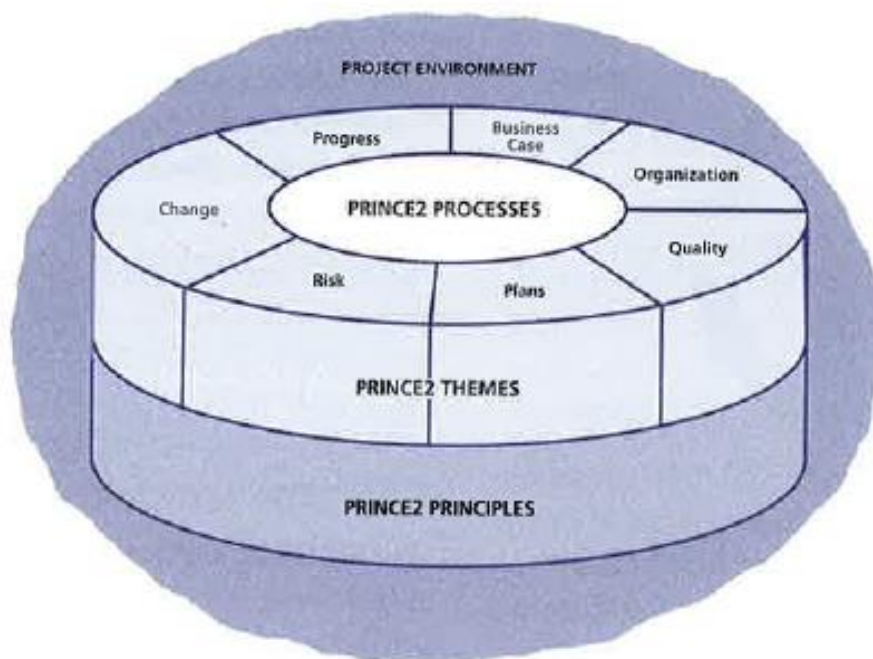 PROJECT ENVIRONMENT
Progress
Business
Case
Organization
Change
PRINCE2 PROCESSES
Quality
Risk
Plans
PRINCE2 THEMES
PRINCE2 PRINCIPLES